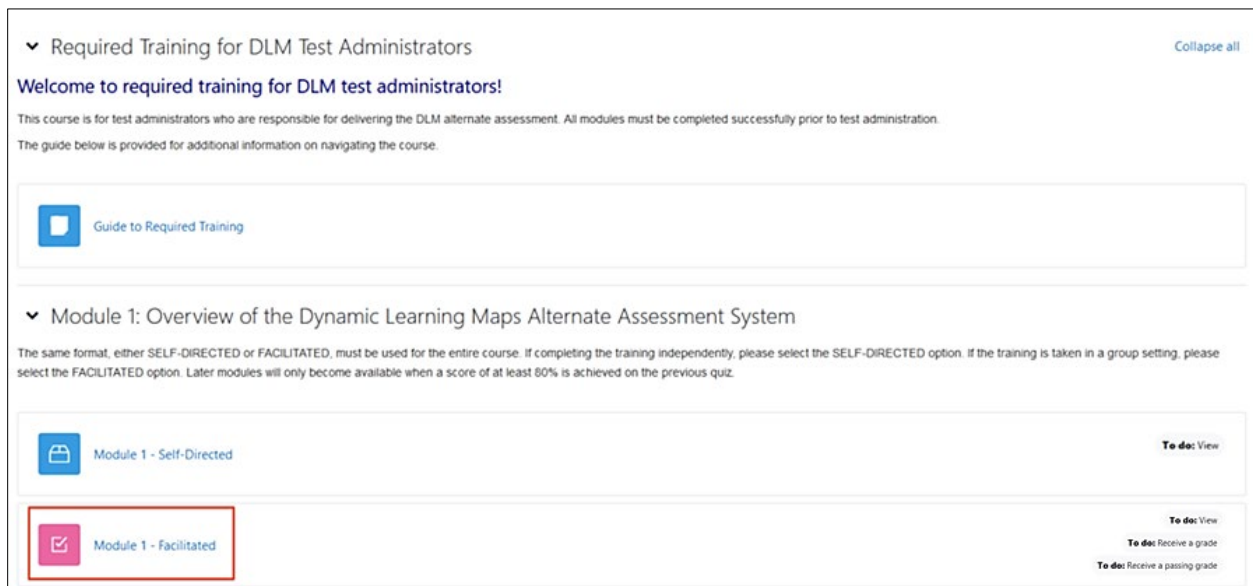 Required Training for DLM Test Administrators
Collapse all
Welcome to required training for DLM test administrators!
This course is for test administrators who are responsible for delivering the DLM alternate assessment. All modules must be completed successfully prior to test administration.
The guide below is provided for additional information on navigating the course.
Guide to Required Training
Module 1: Overview of the Dynamic Learning Maps Alternate Assessment System
The same format, either SELF-DIRECTED or FACILITATED, must be used for the entire course. If completing the training independently, please select the SELF-DIRECTED option. If the training is taken in a group setting, please
select the FACILITATED option. Later modules will only become available when a score of at least 80% is achieved on the previous quiz.
Module 1 - Self-Directed
To do: View
Module 1 - Facilitated
To do: View
To do: Receive a grade
To do: Receive a passing grade